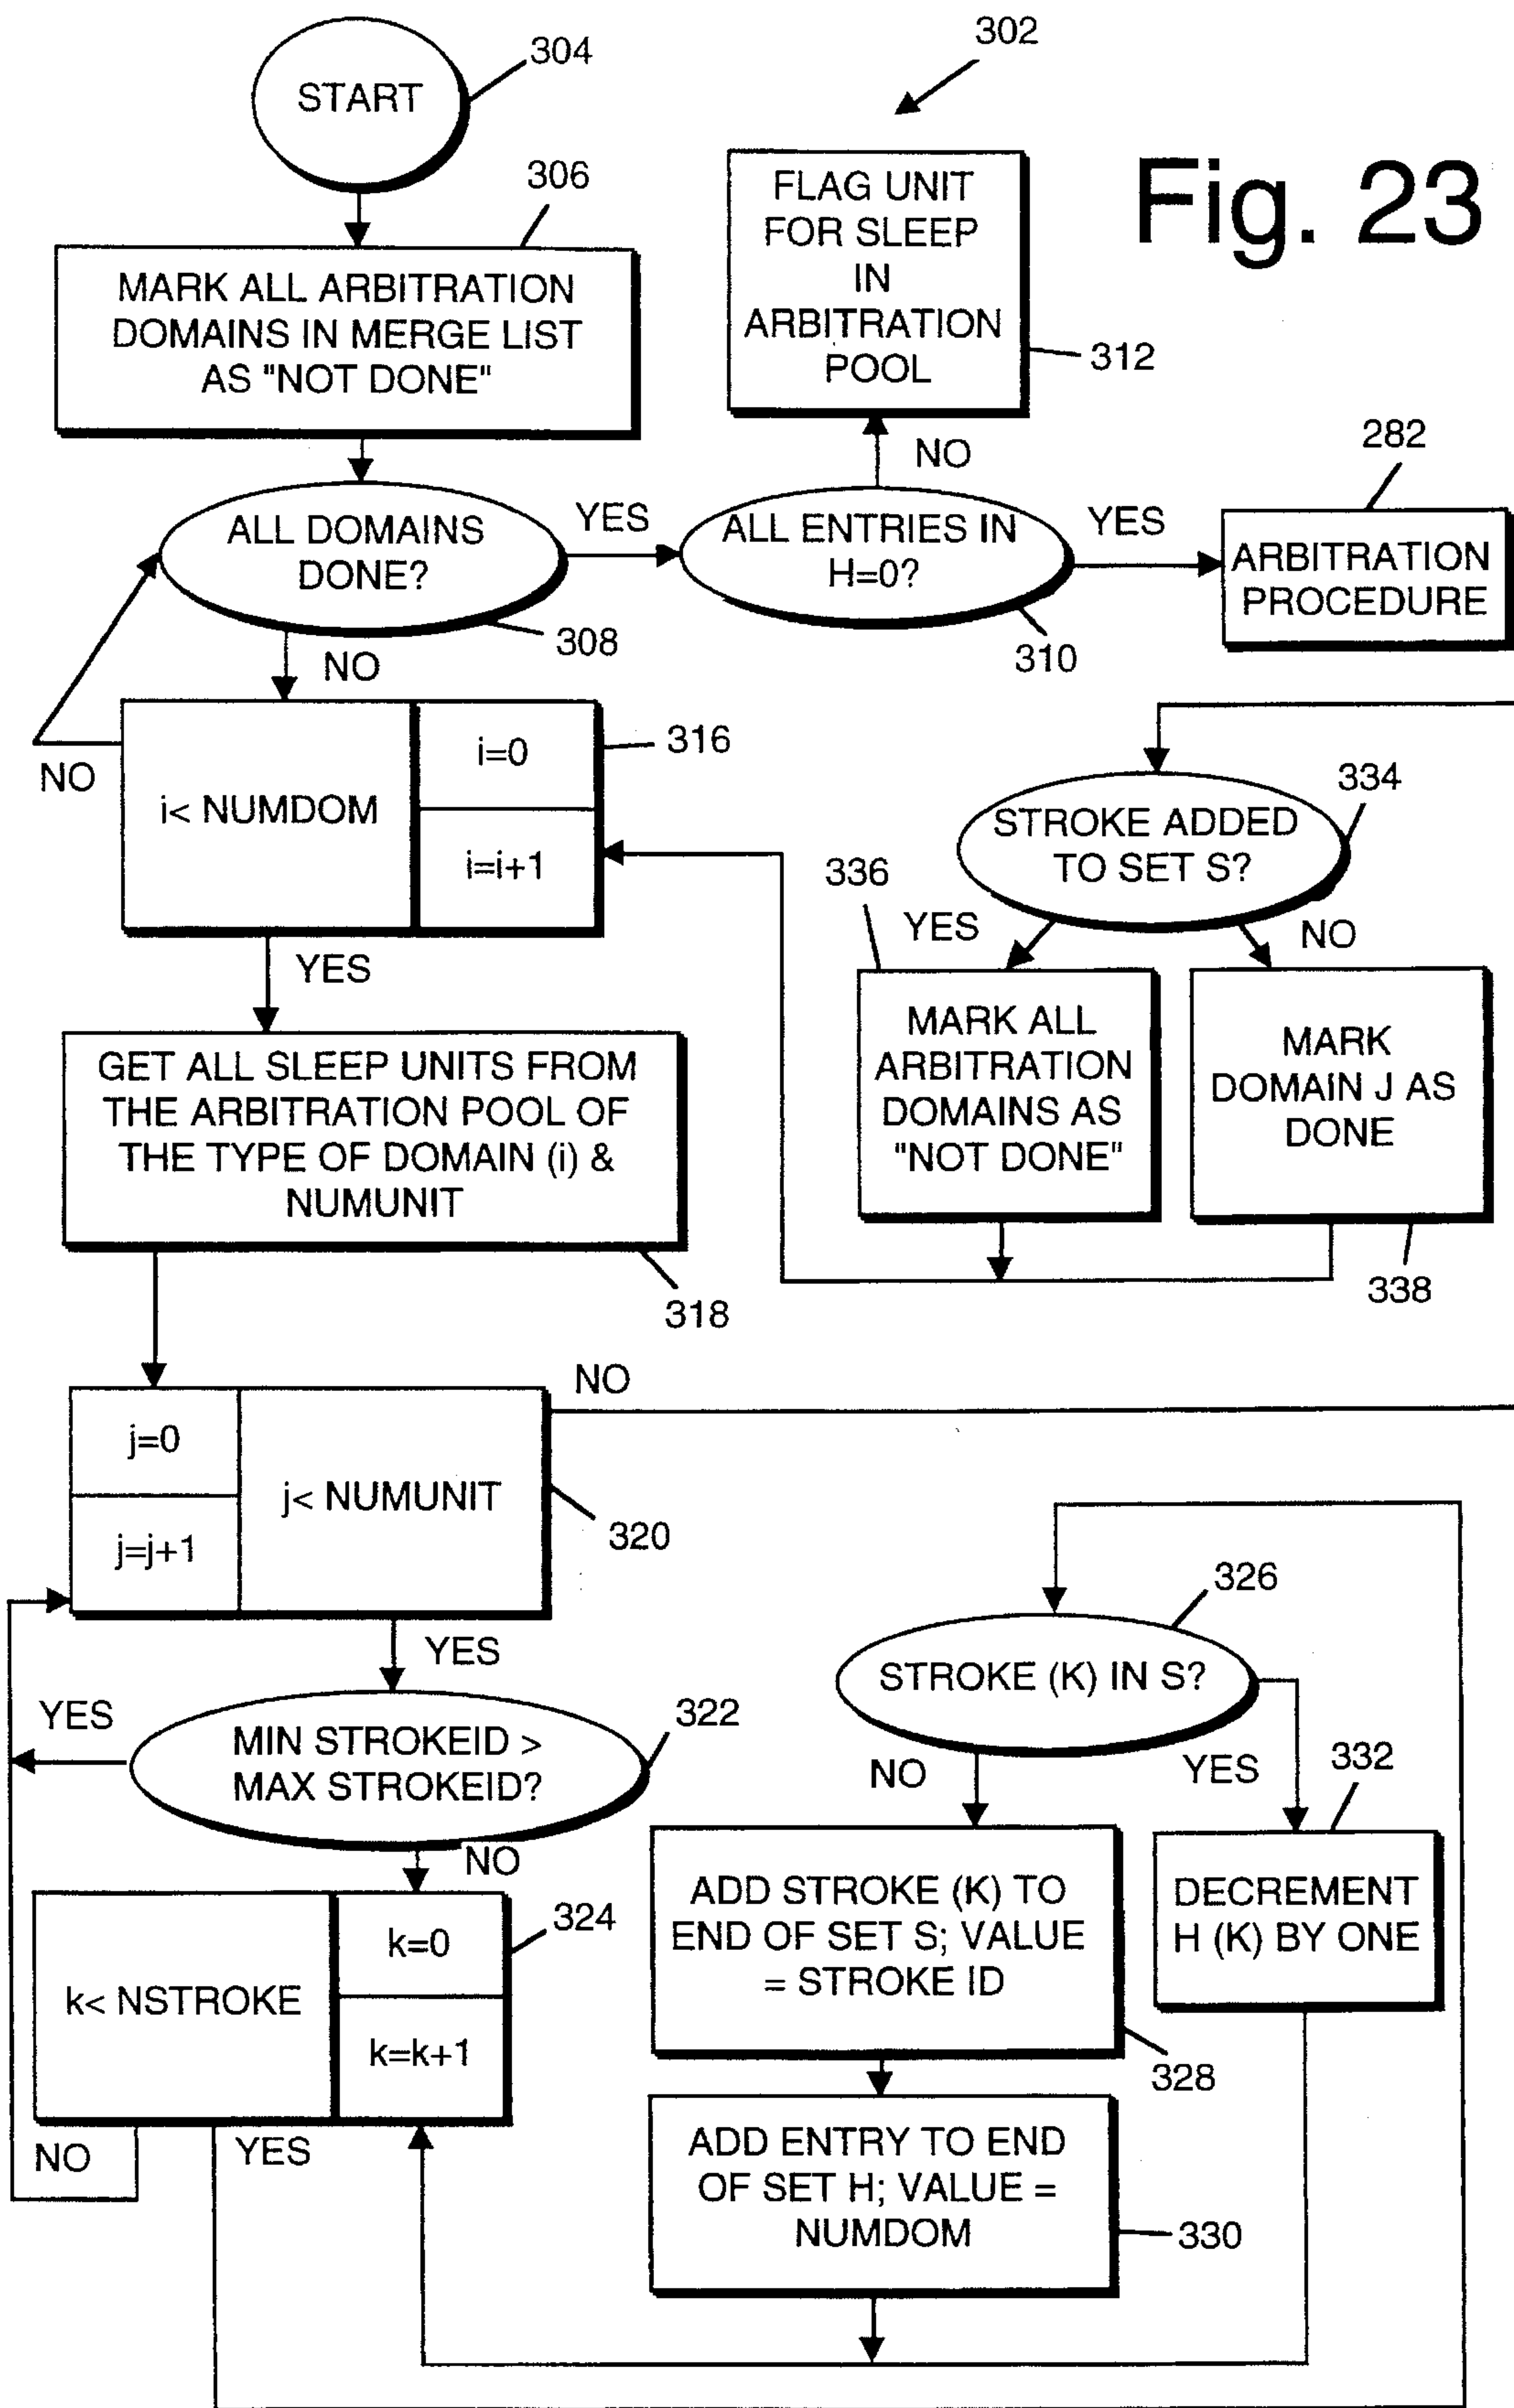 304
302
START
Fig. 23
306
FLAG UNIT
FOR SLEEP
IN
ARBITRATION
POOL
312
MARK ALL ARBITRATION
DOMAINS IN MERGE LIST
AS "NOT DONE"
NO
282
ALL DOMAINS
DONE?
YES
ALL ENTRIES IN
H=0?
YES
ARBITRATION
PROCEDURE
308
310
NO
NO
i< NUMDOM
i=0
i=i+1
316
334
STROKE ADDED
TO SET S?
336
YES
NO
YES
MARK ALL
ARBITRATION
DOMAINS AS
"NOT DONE"
MARK
DOMAIN J AS
DONE
338
GET ALL SLEEP UNITS FROM
THE ARBITRATION POOL OF
THE TYPE OF DOMAIN (i) &
NUMUNIT
318
NO
j=0
j=j+1
j< NUMUNIT
320
YES
326
STROKE (K) IN S?
YES
MIN STROKEID >
MAX STROKEID?
322
NO
NO
YES
332
k< NSTROKE
k=0
k=k+1
324
ADD STROKE (K) TO
END OF SET S; VALUE
= STROKE ID
328
DECREMENT
H (K) BY ONE
NO
YES
ADD ENTRY TO END
OF SET H; VALUE =
NUMDOM
330